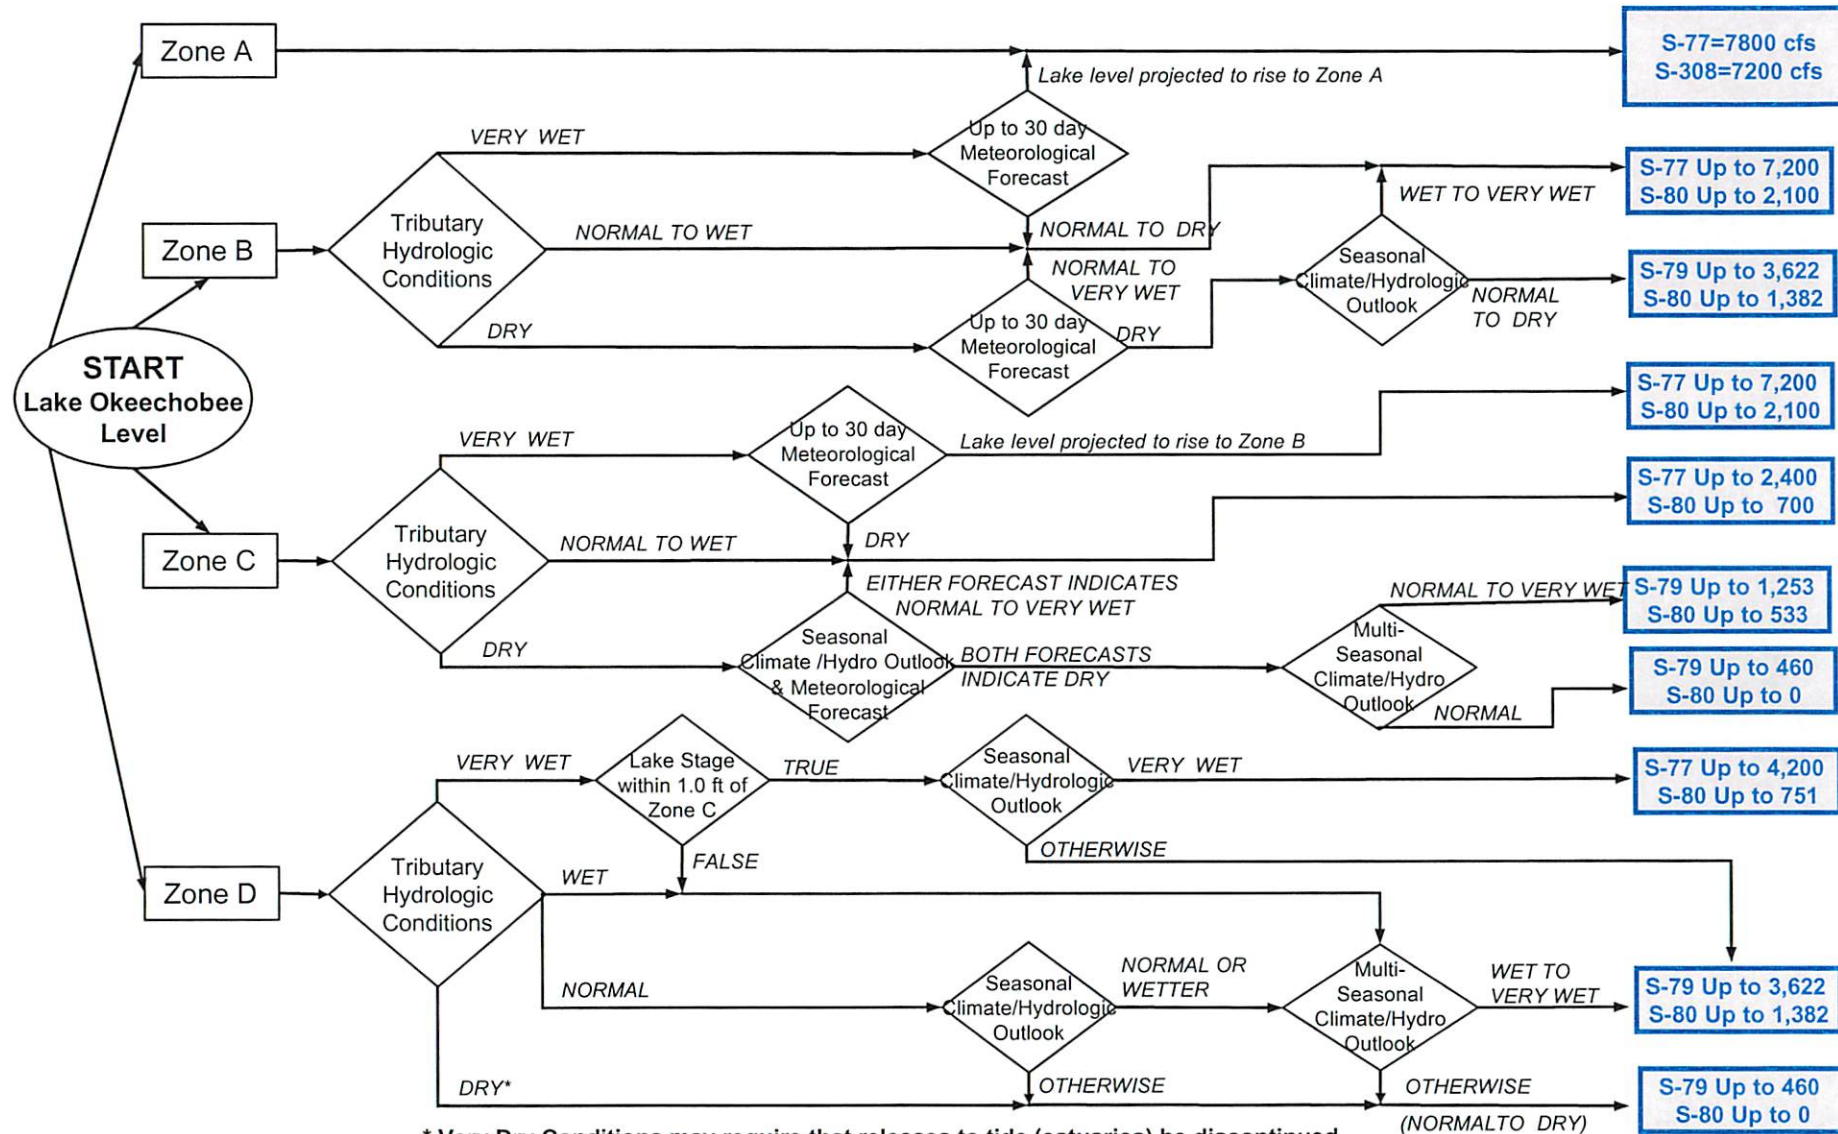 Zone A
S-77=7800 cfs
S-308=7200 cfs
Lake level projected to rise to Zone A
VERY WET
Up to 30 day
Meteorological
Forecast
S-77 Up to 7,200
S-80 Up to 2,100
WET TO VERY WET
Zone B
Tributary
Hydrologic
Conditions
NORMAL TO WET
NORMAL TO DRY
NORMAL TO
VERY WET
Seasonal
Climate/Hydrologic
Outlook
NORMAL
TO DRY
S-79 Up to 3,622
S-80 Up to 1,382
DRY
Up to 30 day
Meteorological
Forecast
DRY
START
Lake Okeechobee
Level
S-77 Up to 7,200
S-80 Up to 2,100
VERY WET
Up to 30 day
Meteorological
Forecast
Lake level projected to rise to Zone B
S-77 Up to 2,400
S-80 Up to 700
Zone C
Tributary
Hydrologic
Conditions
NORMAL TO WET
DRY
EITHER FORECAST INDICATES
NORMAL TO VERY WET
NORMAL TO VERY WET
S-79 Up to 1,253
S-80 Up to 533
DRY
Seasonal
Climate /Hydro Outlook
& Meteorological
Forecast
BOTH FORECASTS
INDICATE DRY
Multi-
Seasonal
Climate/Hydro
Outlook
NORMAL
S-79 Up to 460
S-80 Up to 0
VERY WET
Lake Stage
within 1.0 ft of
Zone C
TRUE
Seasonal
Climate/Hydrologic
Outlook
VERY WET
S-77 Up to 4,200
S-80 Up to 751
FALSE
OTHERWISE
Zone D
Tributary
Hydrologic
Conditions
WET
NORMAL
Seasonal
Climate/Hydrologic
Outlook
NORMAL OR
WETTER
Multi-
Seasonal
Climate/Hydro
Outlook
WET TO
VERY WET
S-79 Up to 3,622
S-80 Up to 1,382
DRY*
OTHERWISE
OTHERWISE
(NORMALTO DRY)
S-79 Up to 460
S-80 Up to 0
* Very Dry Conditions may require that releases to tide (estuaries) be discontinued